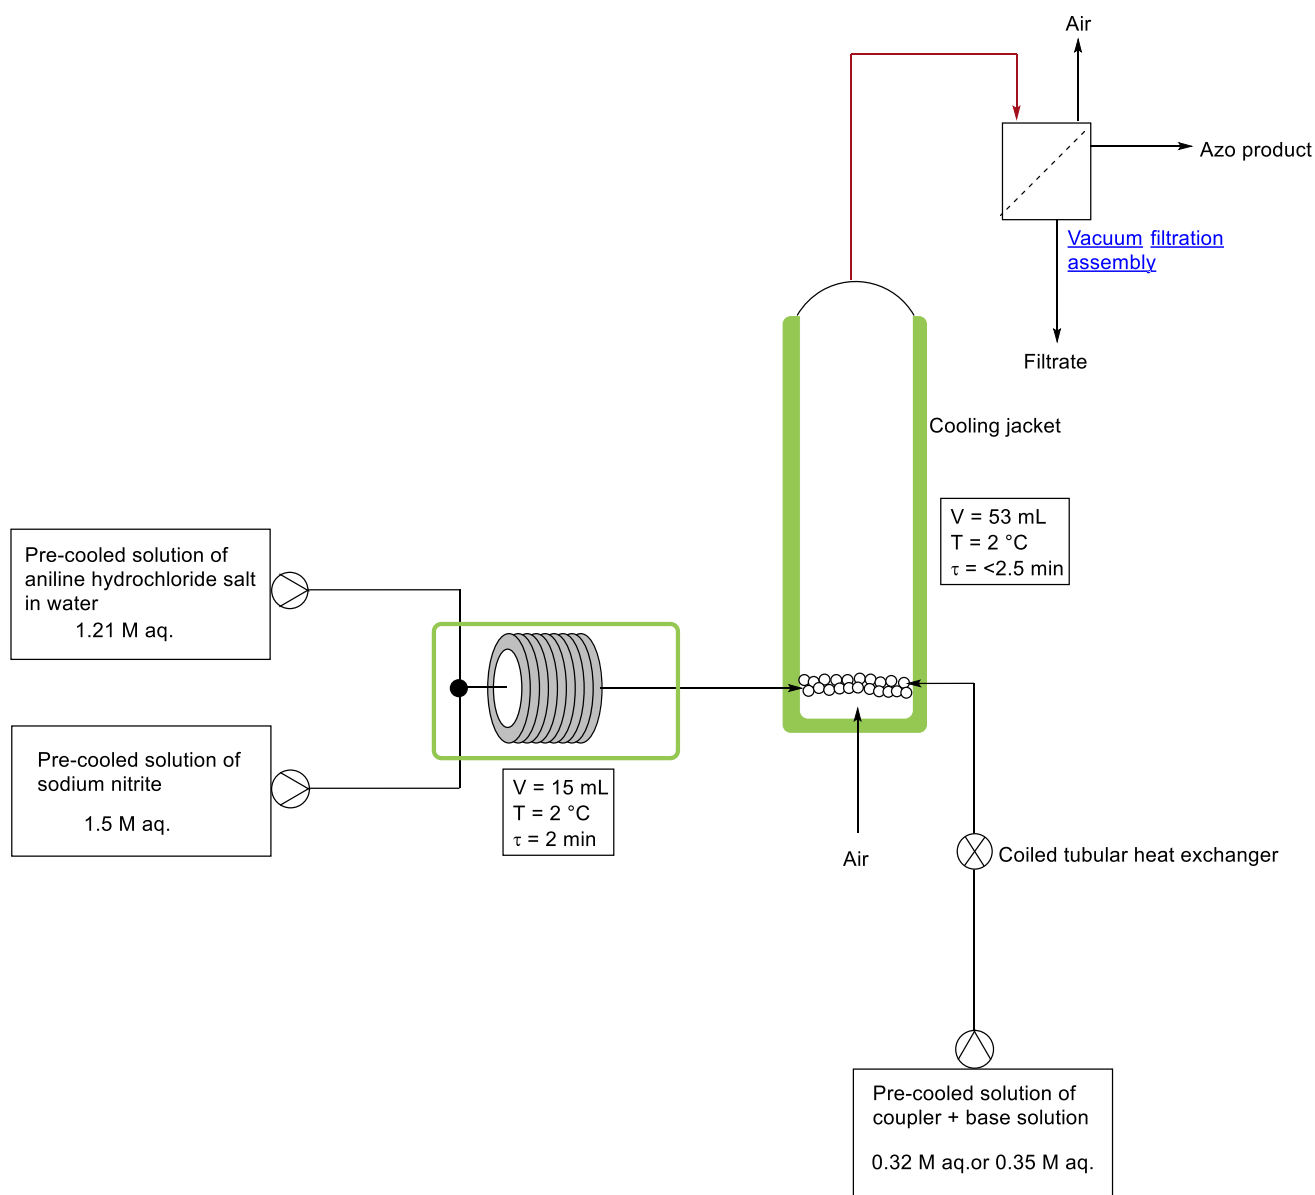 Air
Azo product
Vacuum filtration
assembly
Filtrate
Cooling jacket
V = 53 mL
T = 2 °C
τ = <2.5 min
Pre-cooled solution of
aniline hydrochloride salt
in water
1.21 M aq.
Pre-cooled solution of
sodium nitrite
1.5 M aq.
V = 15 mL
T = 2 °C
τ = 2 min
Air
Coiled tubular heat exchanger
Pre-cooled solution of
coupler + base solution
0.32 M aq.or 0.35 M aq.